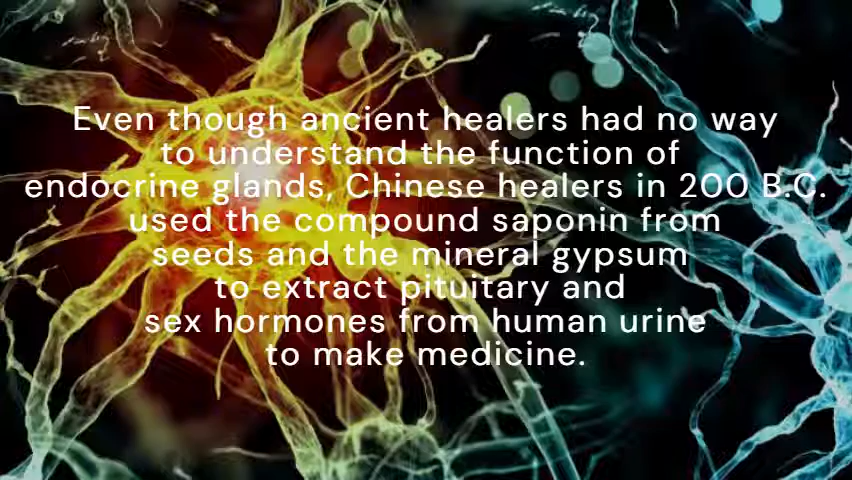 Even though ancient healers had no way
to understand the function of
endocrine glands, Chinese healers in 200 B.C.
used the compound saponin from
seeds and the mineral gypsum
to extract pituitary and
sex hormones from human urine
to make medicine.